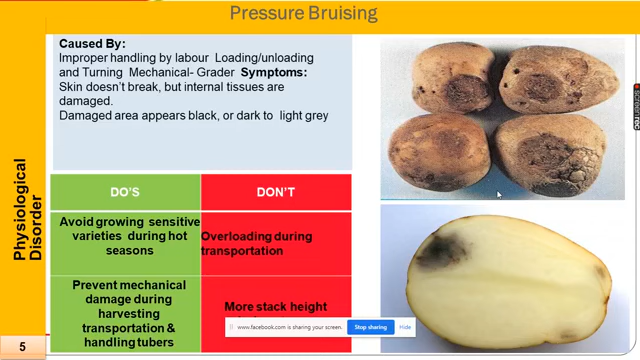 Pressure Bruising
Caused By:
Improper handling by labour Loading/unloading
and Turning Mechanical- Grader Symptoms:
Skin doesn't break, but internal tissues are
damaged.
Damaged area appears black, or dark to light grey
Physiological
Disorder
DO'S
DON'T
Avoid growing sensitive
varieties during hot
seasons
Overloading during
transportation
Prevent mechanical
damage during
harvesting
transportation &
handling tubers
More stack height
www.facebook.com is sharing your screen.
Stop sharing
Hide
5